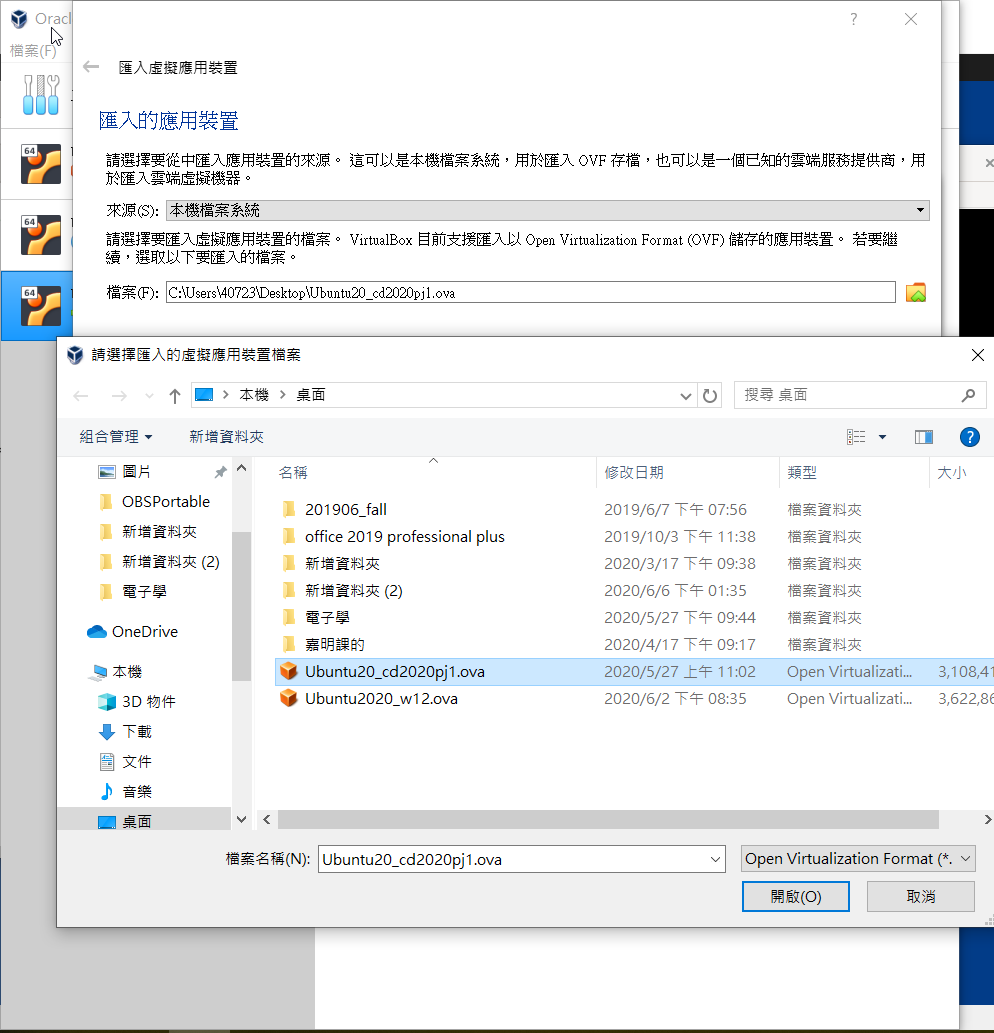 Oracl
檔案(F)
64
64
64
?
匯入虛擬應用裝置
匯入的應用裝置
請選擇要從中匯入應用裝置的來源。 這可以是本機檔案系統，用於匯入 OVF 存檔，也可以是一個已知的雲端服務提供商，用
於匯入雲端虛擬機器。
來源(S): 本機檔案系統
請選擇要匯入虛擬應用裝置的檔案。 VirtualBox 目前支援匯入以 Open Virtualization Format (OVF) 儲存的應用裝置。 若要繼
續，選取以下要匯入的檔案。
檔案(F): C:\Users\40723\Desktop\Ubuntu20_cd2020pj1.ova
請選擇匯入的虛擬應用裝置檔案
本機 > 桌面
搜尋 桌面
組合管理 新增資料夾
?
圖片
OBSPortable
新增資料夾
新增資料夾 (2)
電子學
OneDrive
本機
3D 物件
下載
文件
音樂
桌面
名稱 修改日期 類型 大小
201906_fall 2019/6/7 下午 07:56 檔案資料夾
office 2019 professional plus 2019/10/3 下午 11:38 檔案資料夾
新增資料夾 2020/3/17 下午 09:38 檔案資料夾
新增資料夾 (2) 2020/6/6 下午 01:35 檔案資料夾
電子學 2020/5/27 下午 09:44 檔案資料夾
嘉明課的 2020/4/17 下午 09:17 檔案資料夾
Ubuntu20_cd2020pj1.ova 2020/5/27 上午 11:02 Open Virtualizati... 3,108,41
Ubuntu2020_w12.ova 2020/6/2 下午 08:35 Open Virtualizati... 3,622,86
檔案名稱(N): Ubuntu20_cd2020pj1.ova
Open Virtualization Format (*.
開啟(O) 取消